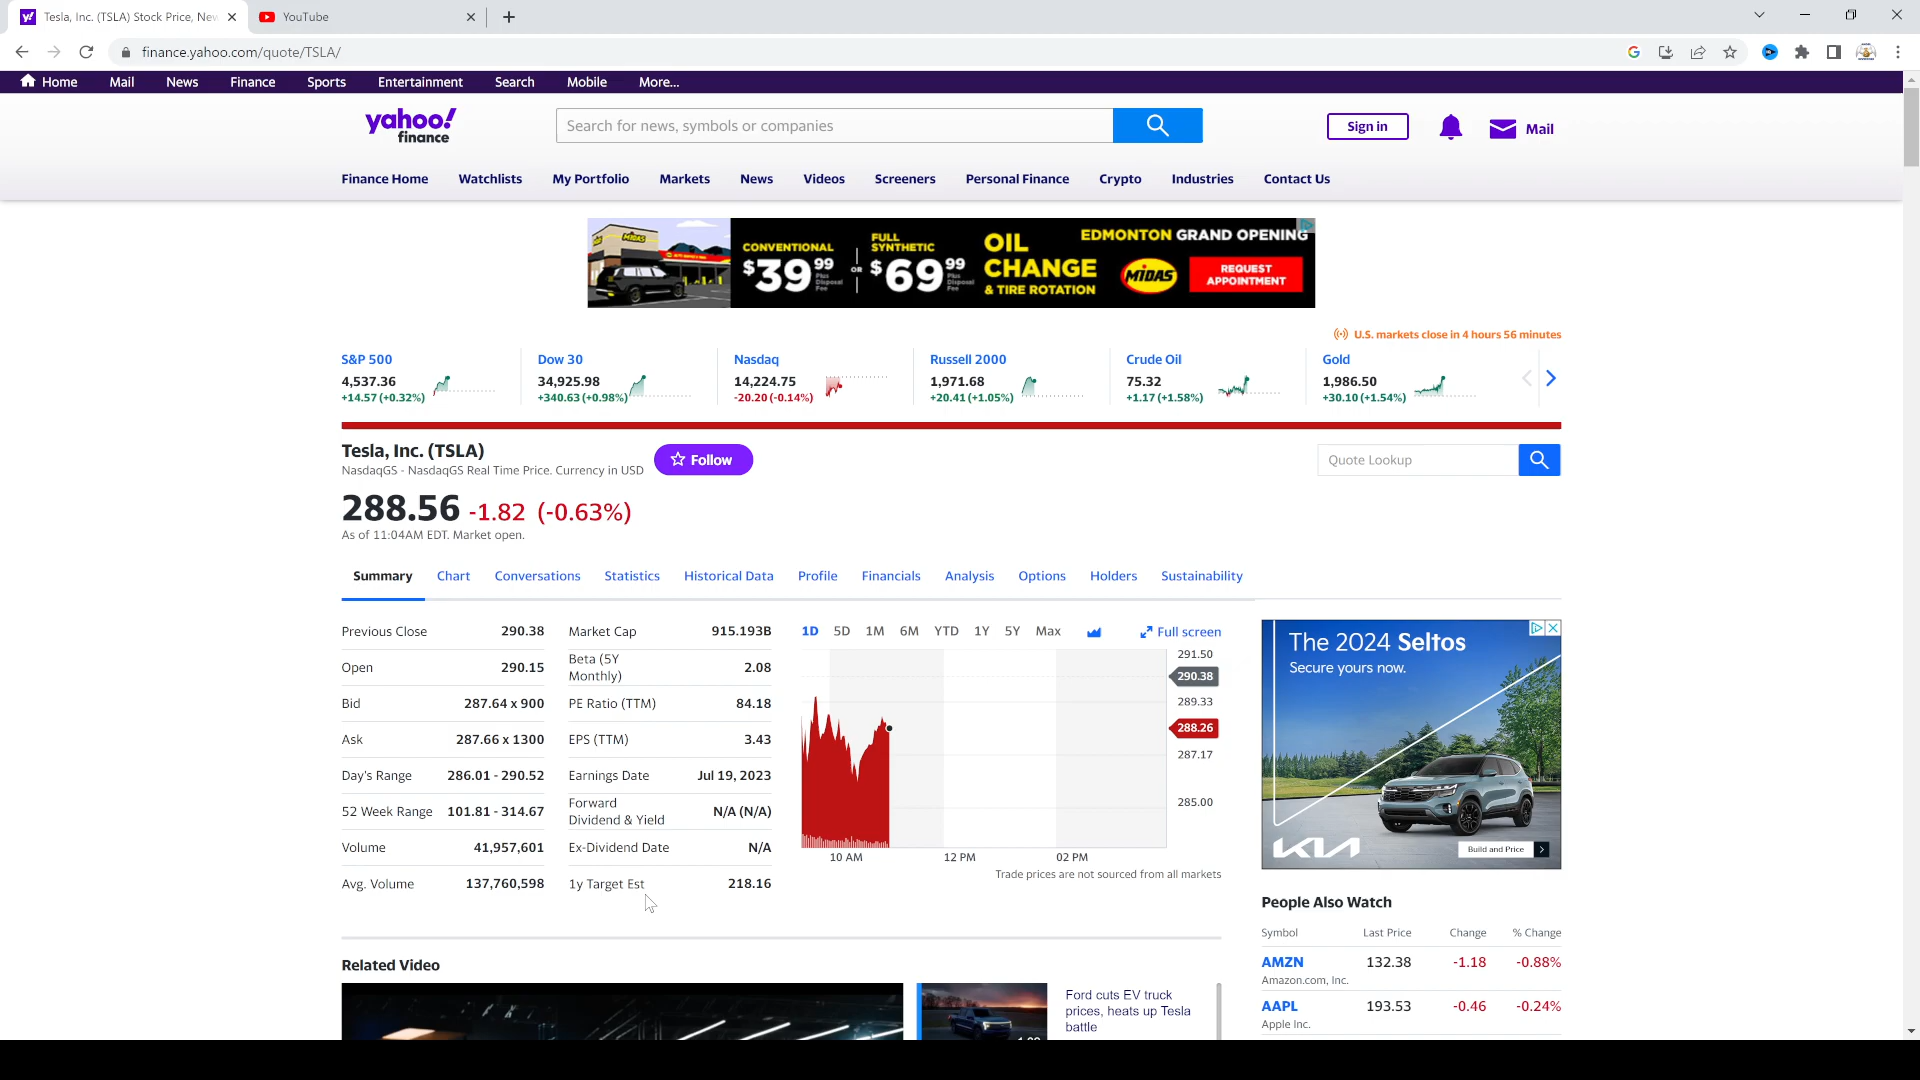 Tesla, Inc. (TSLA) Stock Price, New
YouTube
finance.yahoo.com/quote/TSLA/
Home Mail News Finance Sports Entertainment Search Mobile More...
yahoo!
finance
Search for news, symbols or companies
Sign in
Mail
Finance Home Watchlists My Portfolio Markets News Videos Screeners Personal Finance Crypto Industries Contact Us
MIDAS
CONVENTIONAL
$39 99
Plus Disposal Fee
OR
FULL SYNTHETIC
$69 99
Plus Disposal Fee
OIL
CHANGE
& TIRE ROTATION
EDMONTON GRAND OPENING
MIDAS
REQUEST
APPOINTMENT
U.S. markets close in 4 hours 56 minutes
S&P 500
4,537.36
+14.57 (+0.32%)
Dow 30
34,925.98
+340.63 (+0.98%)
Nasdaq
14,224.75
-20.20 (-0.14%)
Russell 2000
1,971.68
+20.41 (+1.05%)
Crude Oil
75.32
+1.17 (+1.58%)
Gold
1,986.50
+30.10 (+1.54%)
Tesla, Inc. (TSLA)
NasdaqGS - NasdaqGS Real Time Price. Currency in USD
Follow
Quote Lookup
288.56 -1.82 (-0.63%)
As of 11:04AM EDT. Market open.
Summary Chart Conversations Statistics Historical Data Profile Financials Analysis Options Holders Sustainability
Previous Close 290.38
Open 290.15
Bid 287.64 x 900
Ask 287.66 x 1300
Day's Range 286.01 - 290.52
52 Week Range 101.81 - 314.67
Volume 41,957,601
Avg. Volume 137,760,598
Market Cap 915.193B
Beta (5Y
Monthly) 2.08
PE Ratio (TTM) 84.18
EPS (TTM) 3.43
Earnings Date Jul 19, 2023
Forward
Dividend & Yield N/A (N/A)
Ex-Dividend Date N/A
1y Target Est 218.16
1D 5D 1M 6M YTD 1Y 5Y Max
Full screen
291.50
290.38
289.33
288.26
287.17
285.00
10 AM 12 PM 02 PM
Trade prices are not sourced from all markets
The 2024 Seltos
Secure yours now.
KIA
Build and Price
People Also Watch
Symbol Last Price Change % Change
AMZN 132.38 -1.18 -0.88%
Amazon.com, Inc.
AAPL 193.53 -0.46 -0.24%
Apple Inc.
Related Video
Ford cuts EV truck
prices, heats up Tesla
battle